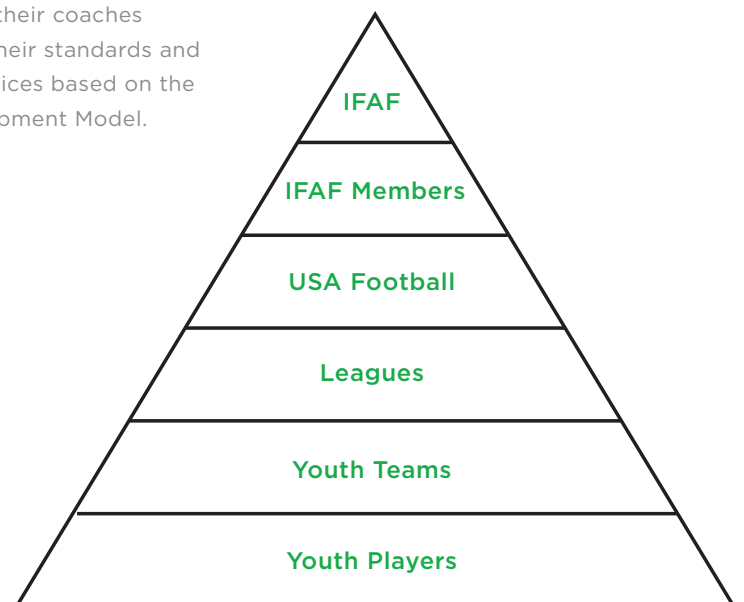 their coaches
heir standards and
ices based on the
pment Model.
IFAF
IFAF Members
USA Football
Leagues
Youth Teams
Youth Players